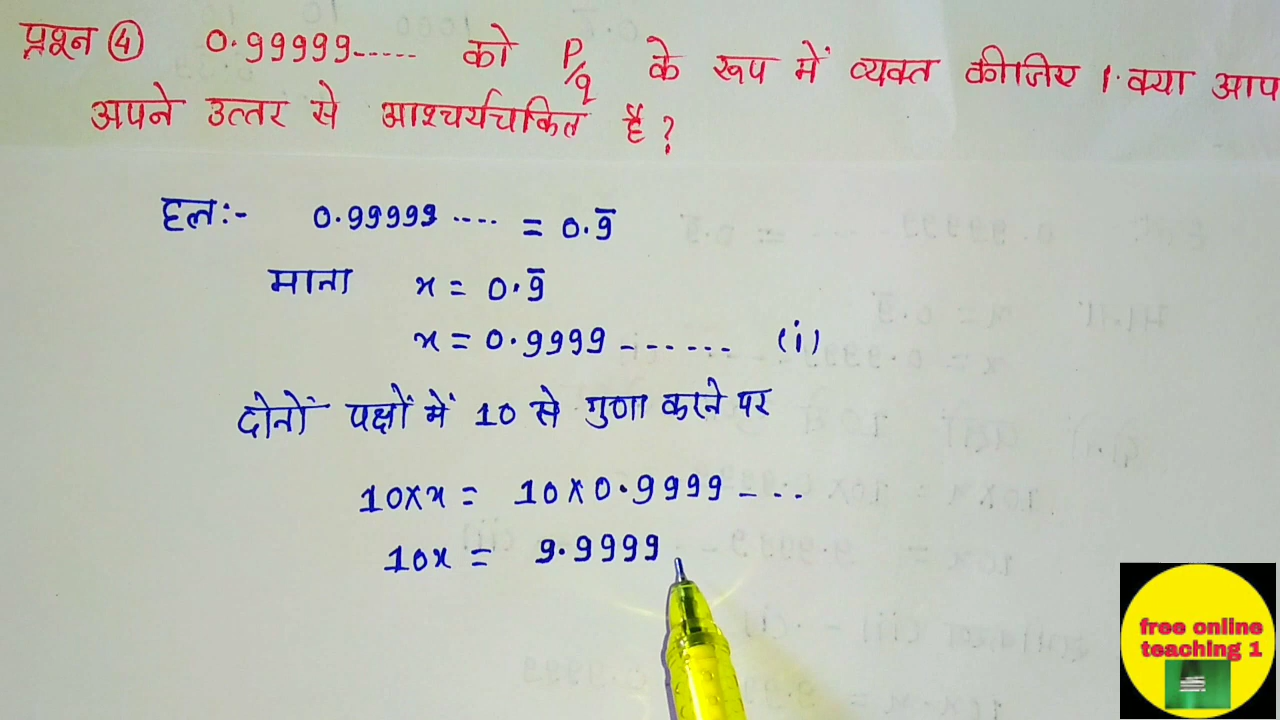 प्रश्न ④ 0.99999..... को P/q के रूप में व्यक्त कीजिए । क्या आप
अपने उत्तर से आश्चर्यचकित है?
हलः- 0.99999.... = 0.9̄
माना x = 0.9̄
x = 0.9999------ (i)
दोनों पक्षों में 10 से गुणा करने पर
10×x = 10×0.9999---
10x = 9.9999
free online
teaching 1